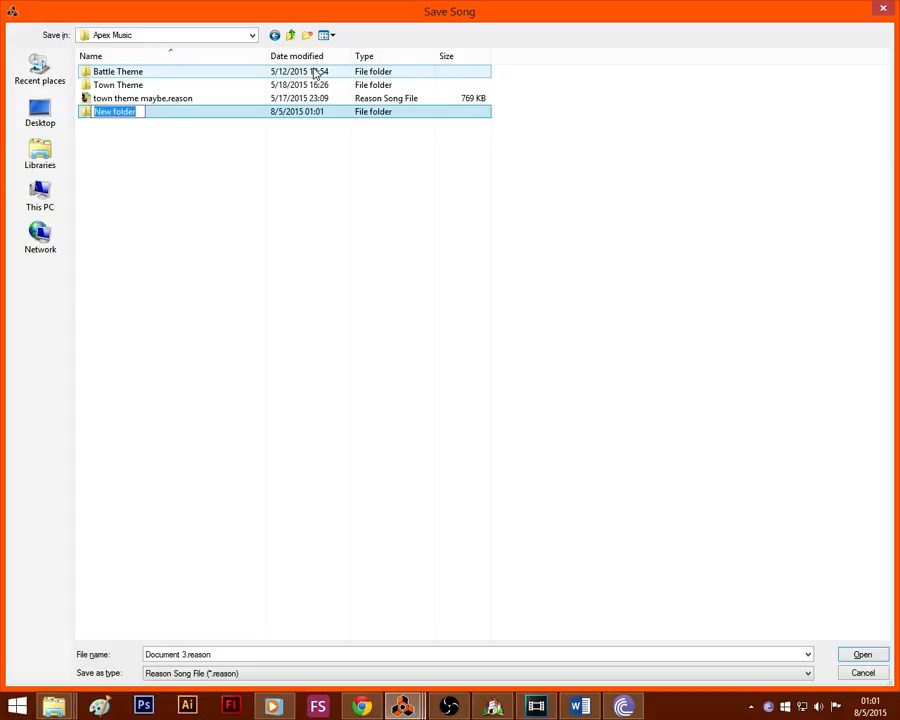 Save Song
Save in: Apex Music
Name Date modified Type Size
Battle Theme 5/12/2015 File folder
Town Theme 5/18/2015 16:26 File folder
town theme maybe.reason 5/17/2015 23:09 Reason Song File 769 KB
New folder 8/5/2015 01:01 File folder
Recent places
Desktop
Libraries
This PC
Network
File name: Document 3.reason Open
Save as type: Reason Song File (*.reason) Cancel
Ps Ai Fl FS W
01:01
8/5/2015